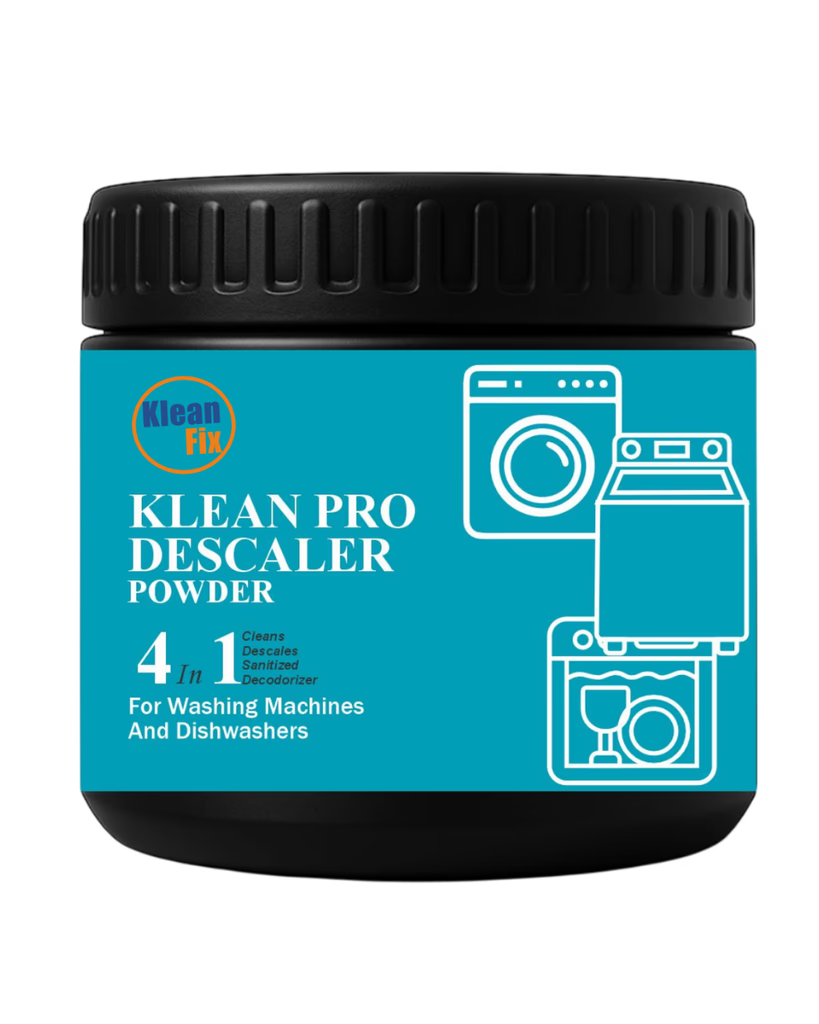 Klean
Fix
KLEAN PRO
DESCALER
POWDER
4 In 1
Cleans
Descales
Sanitized
Decodorizer
For Washing Machines
And Dishwashers